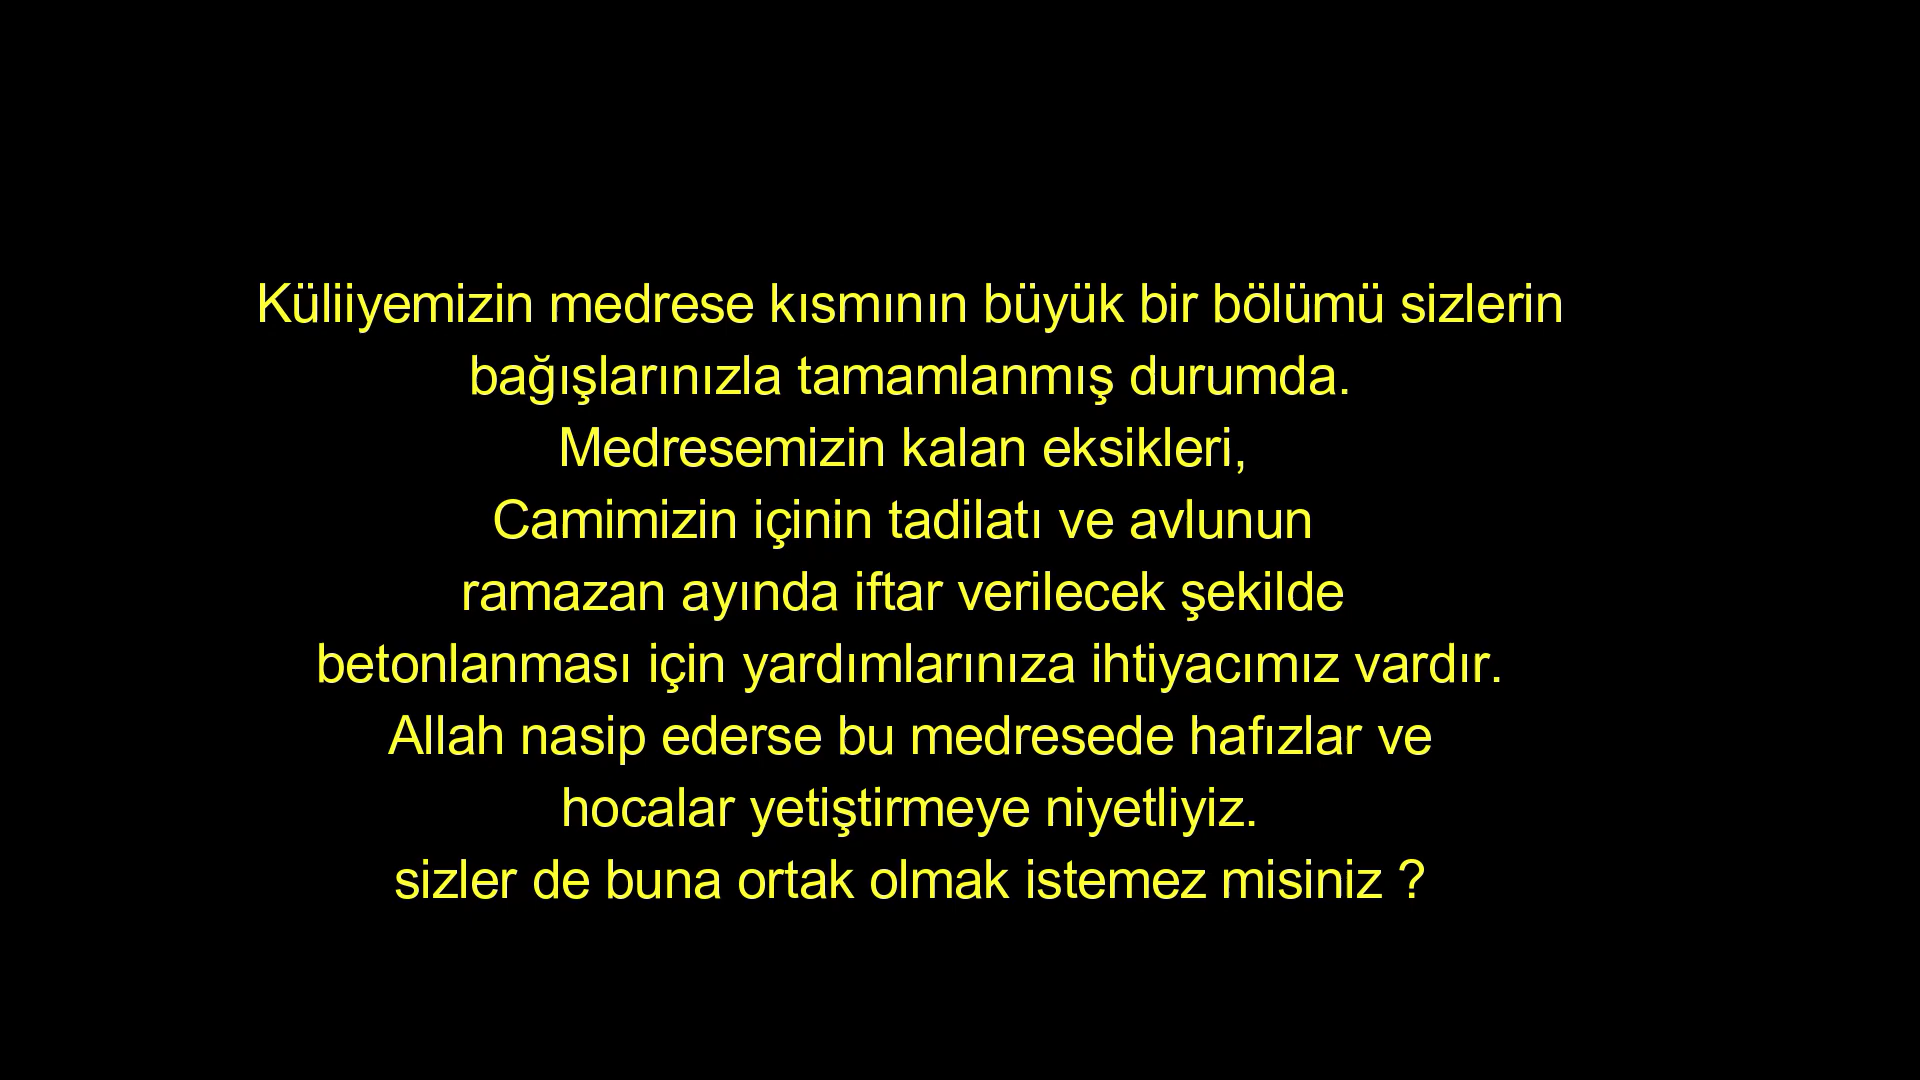 Küliiyemizin medrese kısmının büyük bir bölümü sizlerin
bağışlarınızla tamamlanmış durumda.
Medresemizin kalan eksikleri,
Camimizin içinin tadilatı ve avlunun
ramazan ayında iftar verilecek şekilde
betonlanması için yardımlarınıza ihtiyacımız vardır.
Allah nasip ederse bu medresede hafızlar ve
hocalar yetiştirmeye niyetliyiz.
sizler de buna ortak olmak istemez misiniz ?